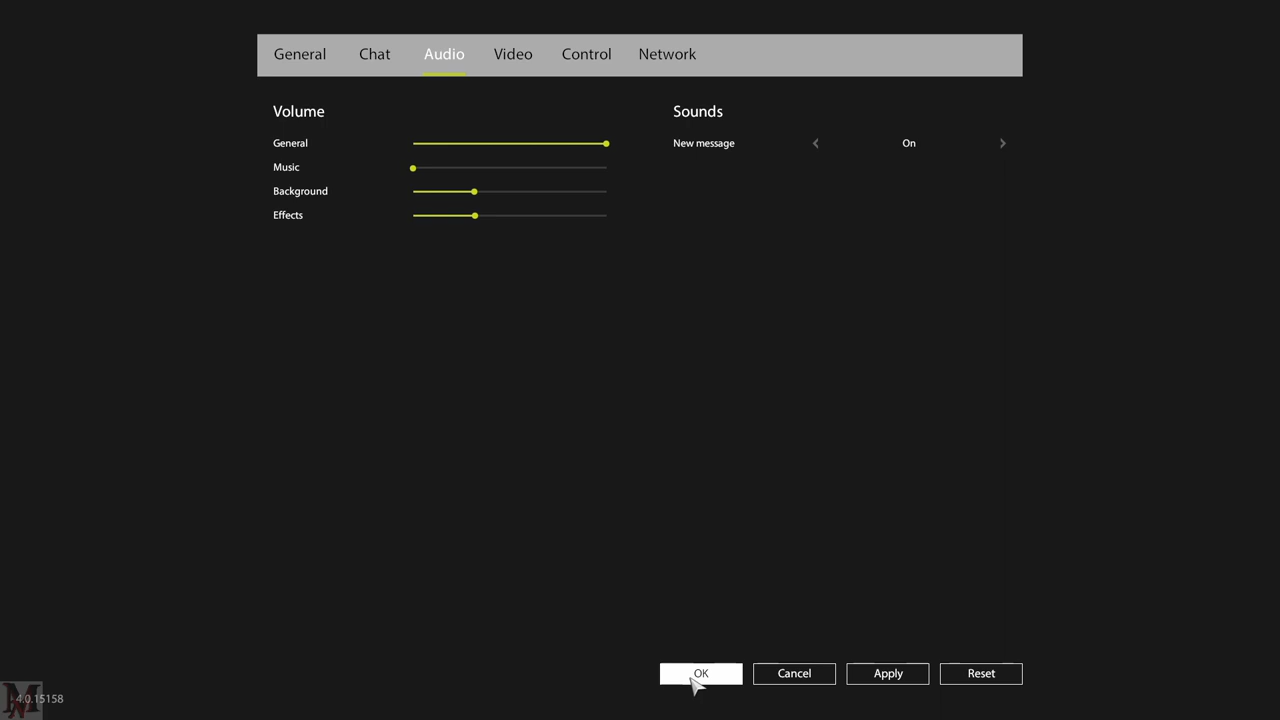 General Chat Audio Video Control Network
Volume
General
Music
Background
Effects
Sounds
New message On
OK Cancel Apply Reset
4.0.15158